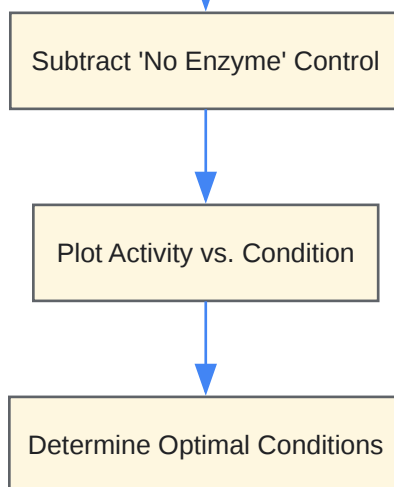 Subtract 'No Enzyme' Control
Plot Activity vs. Condition
Determine Optimal Conditions